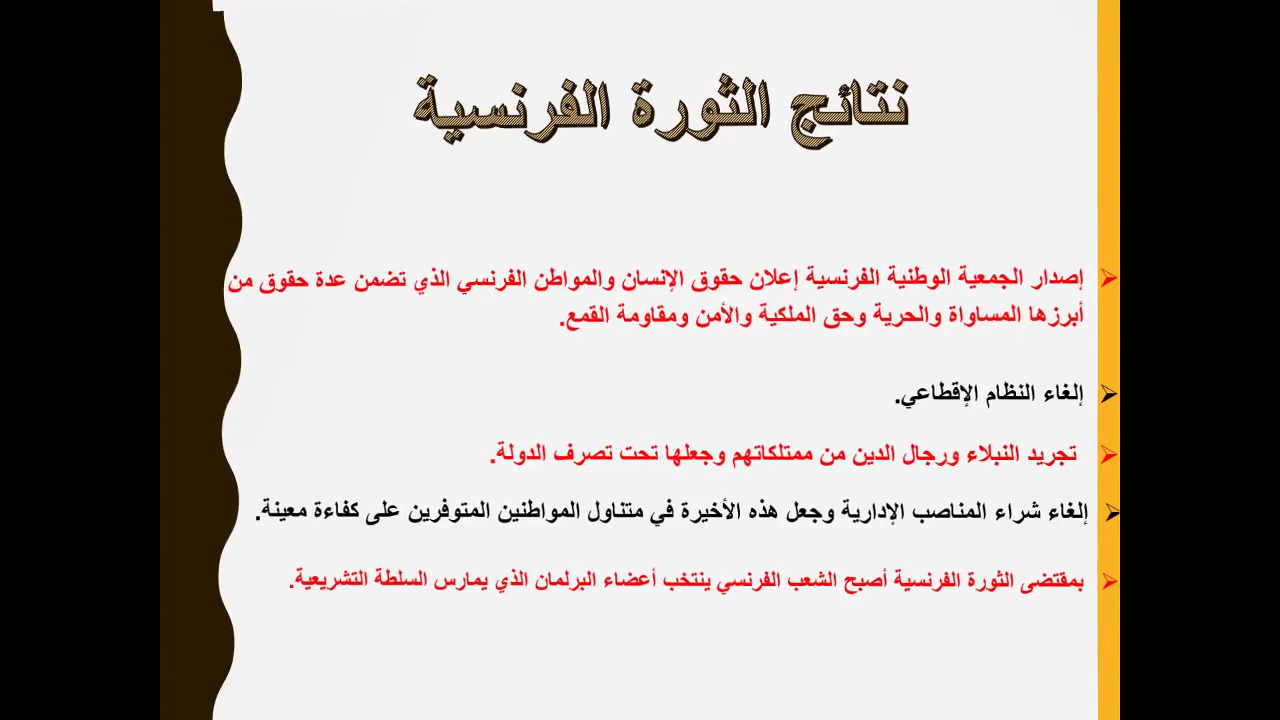 نتائج الثورة الفرنسية
إصدار الجمعية الوطنية الفرنسية إعلان حقوق الإنسان والمواطن الفرنسي الذي تضمن عدة حقوق من
أبرزها المساواة والحرية وحق الملكية والأمن ومقاومة القمع.
إلغاء النظام الإقطاعي.
تجريد النبلاء ورجال الدين من ممتلكاتهم وجعلها تحت تصرف الدولة.
إلغاء شراء المناصب الإدارية وجعل هذه الأخيرة في متناول المواطنين المتوفرين على كفاءة معينة.
بمقتضى الثورة الفرنسية أصبح الشعب الفرنسي ينتخب أعضاء البرلمان الذي يمارس السلطة التشريعية.